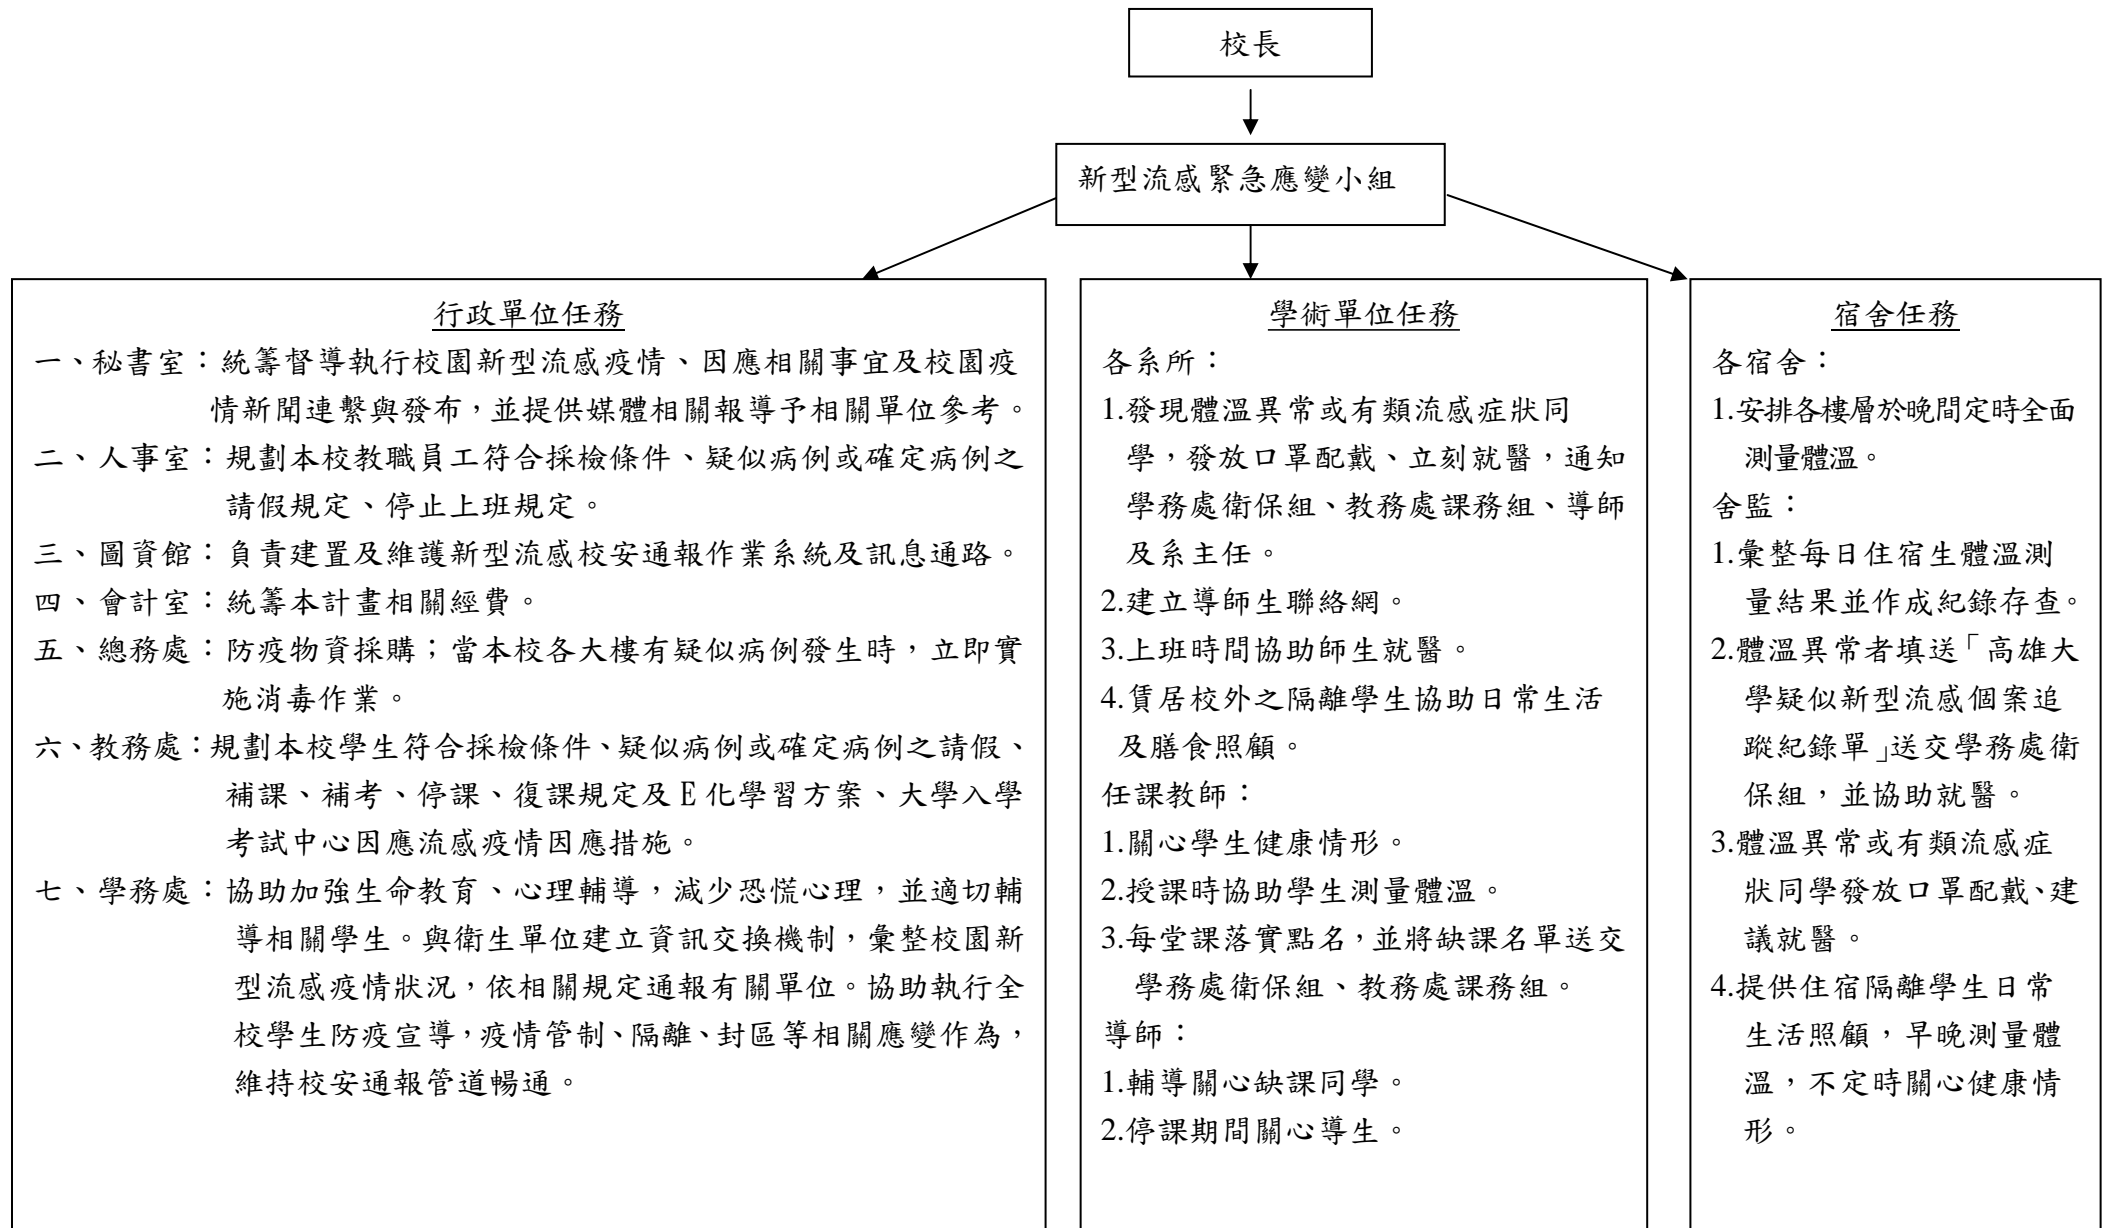 校長
新型流感緊急應變小組
行政單位任務
一、秘書室：統籌督導執行校園新型流感疫情、因應相關事宜及校園疫
情新聞連繫與發布，並提供媒體相關報導予相關單位參考。
二、人事室：規劃本校教職員工符合採檢條件、疑似病例或確定病例之
請假規定、停止上班規定。
三、圖資館：負責建置及維護新型流感校安通報作業系統及訊息通路。
四、會計室：統籌本計畫相關經費。
五、總務處：防疫物資採購；當本校各大樓有疑似病例發生時，立即實
施消毒作業。
六、教務處：規劃本校學生符合採檢條件、疑似病例或確定病例之請假、
補課、補考、停課、復課規定及E化學習方案、大學入學
考試中心因應流感疫情因應措施。
七、學務處：協助加強生命教育、心理輔導，減少恐慌心理，並適切輔
導相關學生。與衛生單位建立資訊交換機制，彙整校園新
型流感疫情狀況，依相關規定通報有關單位。協助執行全
校學生防疫宣導，疫情管制、隔離、封區等相關應變作為，
維持校安通報管道暢通。
學術單位任務
各系所：
1.發現體溫異常或有類流感症狀同
學，發放口罩配戴、立刻就醫，通知
學務處衛保組、教務處課務組、導師
及系主任。
2.建立導師生聯絡網。
3.上班時間協助師生就醫。
4.賃居校外之隔離學生協助日常生活
及膳食照顧。
任課教師：
1.關心學生健康情形。
2.授課時協助學生測量體溫。
3.每堂課落實點名，並將缺課名單送交
學務處衛保組、教務處課務組。
導師：
1.輔導關心缺課同學。
2.停課期間關心導生。
宿舍任務
各宿舍：
1.安排各樓層於晚間定時全面
測量體溫。
舍監：
1.彙整每日住宿生體溫測
量結果並作成紀錄存查。
2.體溫異常者填送「高雄大
學疑似新型流感個案追
蹤紀錄單」送交學務處衛
保組，並協助就醫。
3.體溫異常或有類流感症
狀同學發放口罩配戴、建
議就醫。
4.提供住宿隔離學生日常
生活照顧，早晚測量體
溫，不定時關心健康情
形。